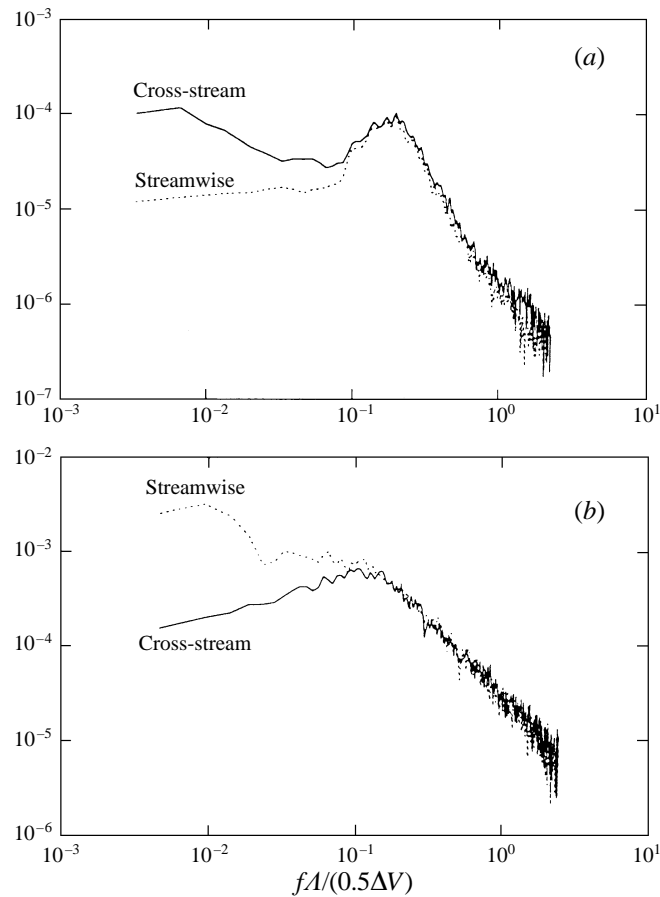 10⁻³
(a)
Cross-stream
10⁻⁴
Streamwise
10⁻⁵
10⁻⁶
10⁻⁷
10⁻³ 10⁻² 10⁻¹ 10⁰ 10¹
10⁻²
Streamwise
(b)
10⁻³
10⁻⁴
Cross-stream
10⁻⁵
10⁻⁶
10⁻³ 10⁻² 10⁻¹ 10⁰ 10¹
fΛ/(0.5ΔV)